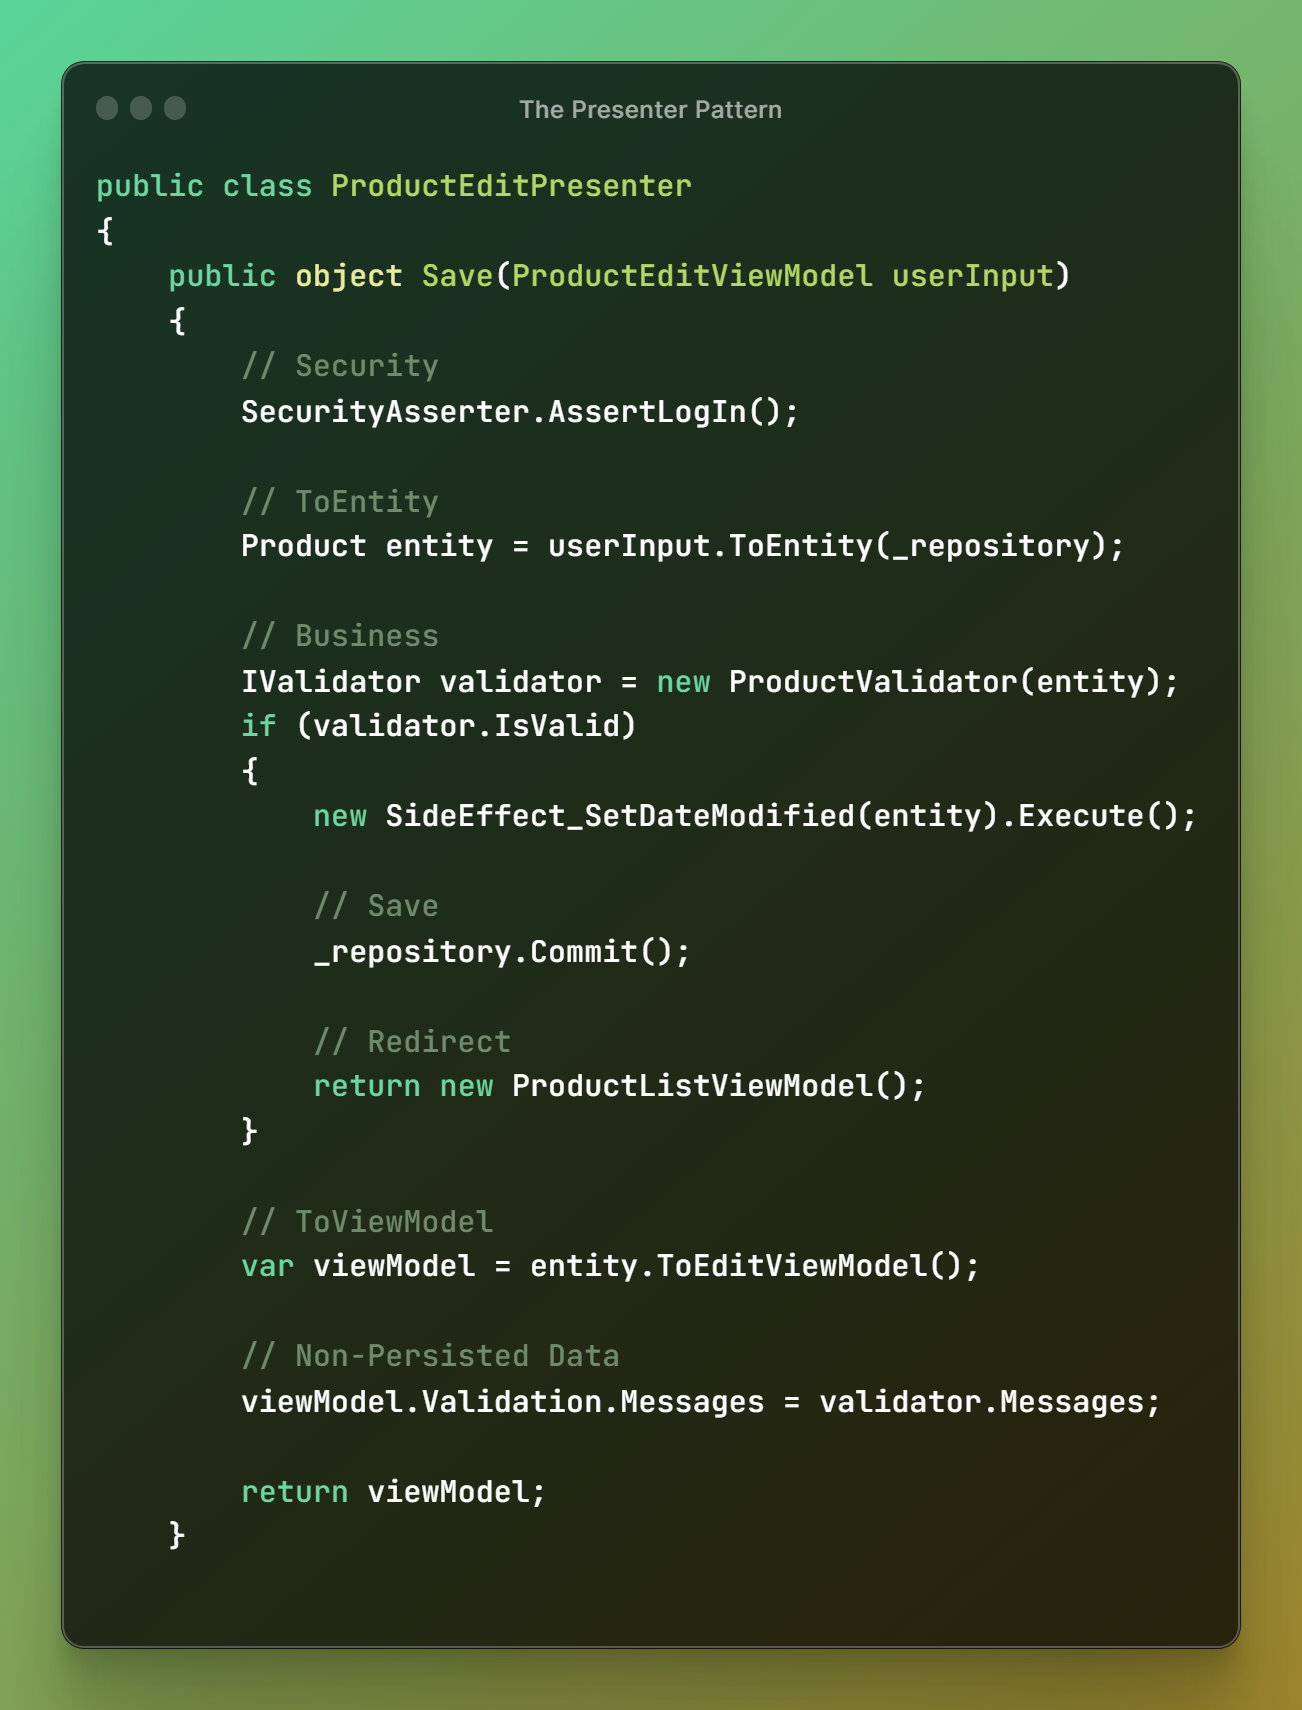 The Presenter Pattern
public class ProductEditPresenter
{
    public object Save(ProductEditViewModel userInput)
    {
        // Security
        SecurityAsserter.AssertLogIn();

        // ToEntity
        Product entity = userInput.ToEntity(_repository);

        // Business
        IValidator validator = new ProductValidator(entity);
        if (validator.IsValid)
        {
            new SideEffect_SetDateModified(entity).Execute();

            // Save
            _repository.Commit();

            // Redirect
            return new ProductListViewModel();
        }

        // ToViewModel
        var viewModel = entity.ToEditViewModel();

        // Non-Persisted Data
        viewModel.Validation.Messages = validator.Messages;

        return viewModel;
    }